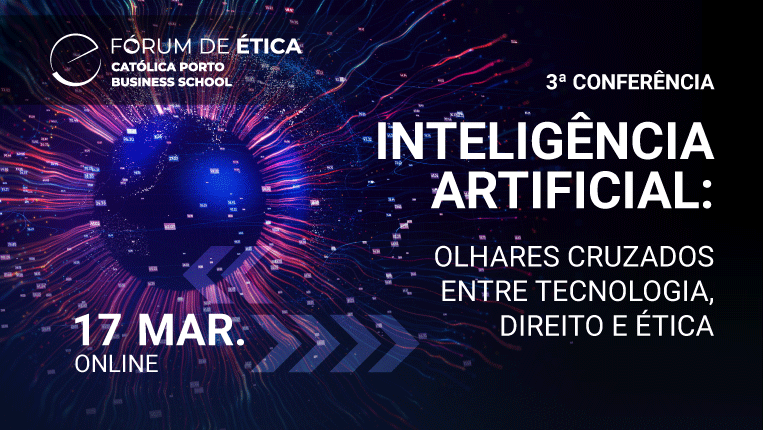 FÓRUM DE ÉTICA
CATÓLICA PORTO
BUSINESS SCHOOL
3ª CONFERÊNCIA
INTELIGÊNCIA
ARTIFICIAL:
OLHARES CRUZADOS
ENTRE TECNOLOGIA,
DIREITO E ÉTICA
17 MAR.
ONLINE